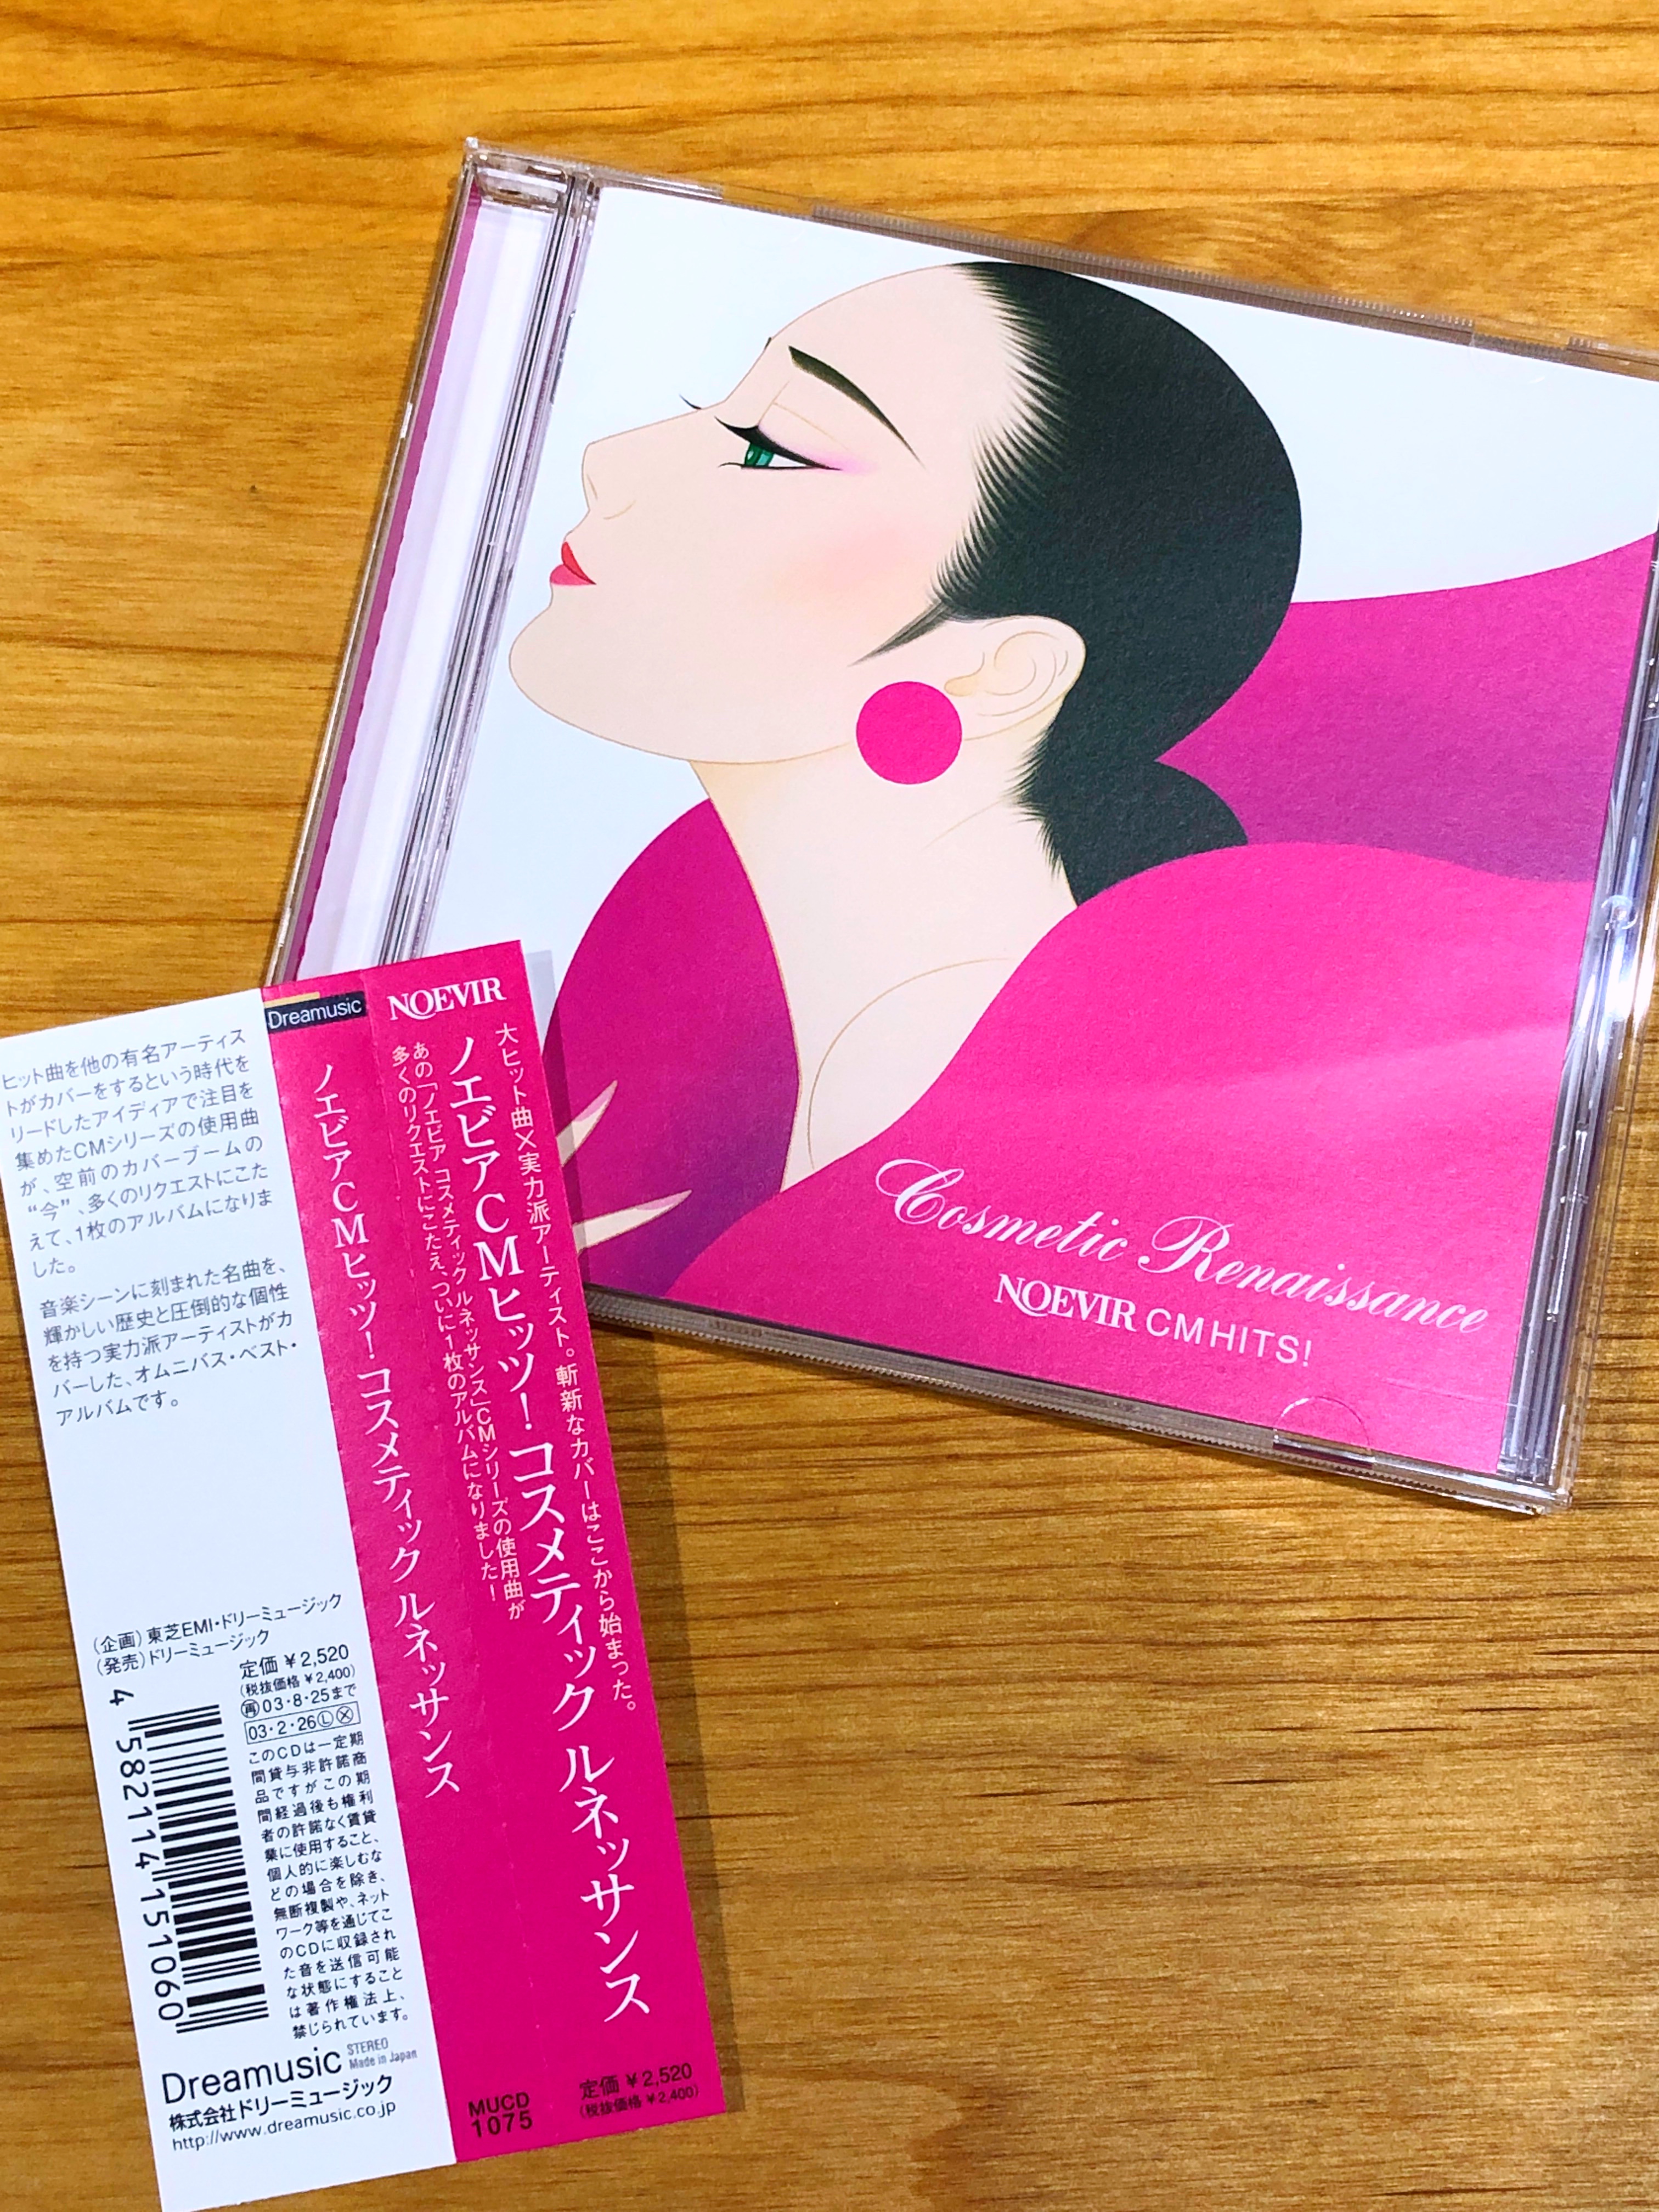 Cosmetic Renaissance
NOEVIR CM HITS!
NOEVIR
大ヒット曲×実力派アーティスト。斬新なカバーはここから始まった。
ノエビアCMヒッツ! コスメティック ルネッサンス
あの「ノエビア コスメティック ルネッサンス」CMシリーズの使用曲が
多くのリクエストにこたえ、ついに1枚のアルバムになりました!
定価 ¥2,520
(税抜価格 ¥2,400)
Dreamusic
ノエビアCMヒッツ! コスメティック ルネッサンス
MUCD
1075
ヒット曲を他の有名アーティス
トがカバーをするという時代を
リードしたアイディアで注目を
集めたCMシリーズの使用曲
が、空前のカバーブームの
“今”、多くのリクエストにこた
えて、1枚のアルバムになりま
した。
音楽シーンに刻まれた名曲を、
輝かしい歴史と圧倒的な個性
を持つ実力派アーティストがカ
バーした、オムニバス・ベスト・
アルバムです。
(企画)東芝EMI・ドリーミュージック
(発売)ドリーミュージック
定価 ¥2,520
(税抜価格 ¥2,400)
再03・8・25まで
03・2・26ⓁⓍ
このCDは一定期
間貸与非許諾商
品ですがこの期
間経過後も権利
者の許諾なく賃貸
業に使用すること、
個人的に楽しむな
どの場合を除き、
無断複製や、ネット
ワーク等を通じてこ
のCDに収録され
た音を送信可能
な状態にすること
は著作権法上、
禁じられています。
4 582114 151060
Dreamusic
STEREO
Made in Japan
株式会社ドリーミュージック
http://www.dreamusic.co.jp